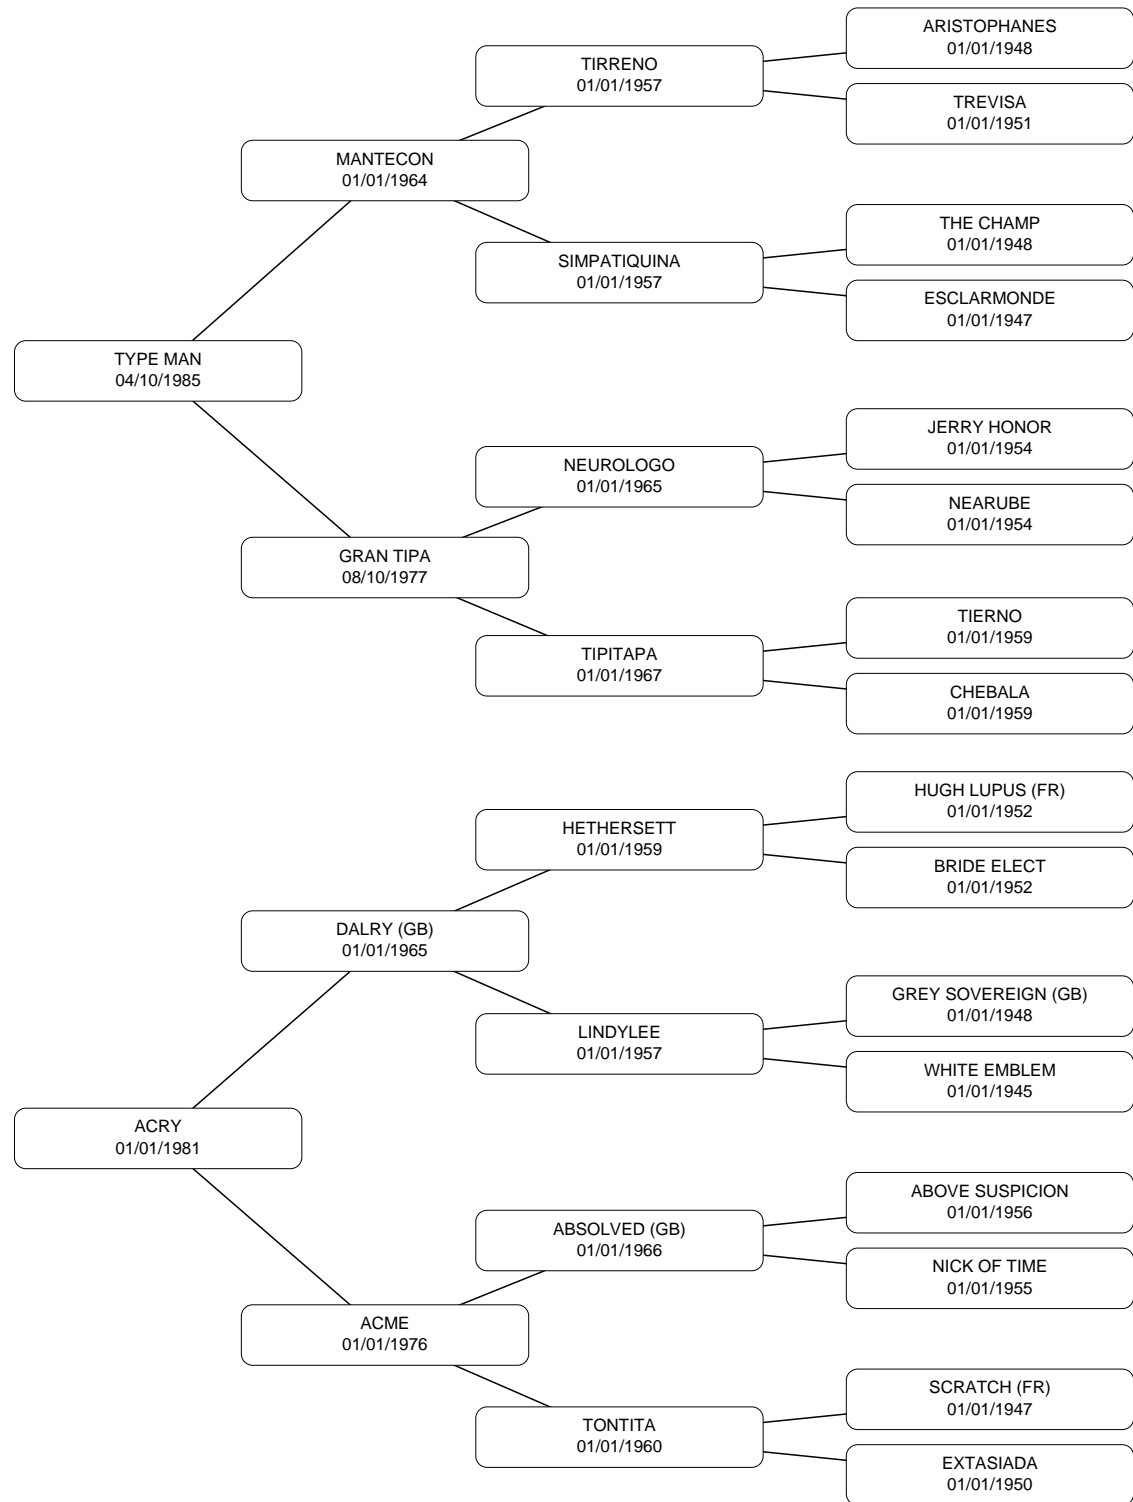 ARISTOPHANES
01/01/1948
TIRRENO
01/01/1957
TREVISA
01/01/1951
MANTECON
01/01/1964
THE CHAMP
01/01/1948
SIMPATIQUINA
01/01/1957
ESCLARMONDE
01/01/1947
TYPE MAN
04/10/1985
JERRY HONOR
01/01/1954
NEUROLOGO
01/01/1965
NEARUBE
01/01/1954
GRAN TIPA
08/10/1977
TIERNO
01/01/1959
TIPITAPA
01/01/1967
CHEBALA
01/01/1959
HUGH LUPUS (FR)
01/01/1952
HETHERSETT
01/01/1959
BRIDE ELECT
01/01/1952
DALRY (GB)
01/01/1965
GREY SOVEREIGN (GB)
01/01/1948
LINDYLEE
01/01/1957
WHITE EMBLEM
01/01/1945
ACRY
01/01/1981
ABOVE SUSPICION
01/01/1956
ABSOLVED (GB)
01/01/1966
NICK OF TIME
01/01/1955
ACME
01/01/1976
SCRATCH (FR)
01/01/1947
TONTITA
01/01/1960
EXTASIADA
01/01/1950